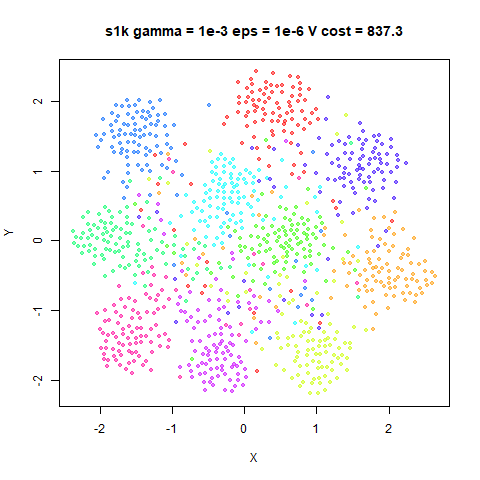 s1k gamma = 1e-3 eps = 1e-6 V cost = 837.3
2
1
0
-1
-2
Y
-2 -1 0 1 2
X